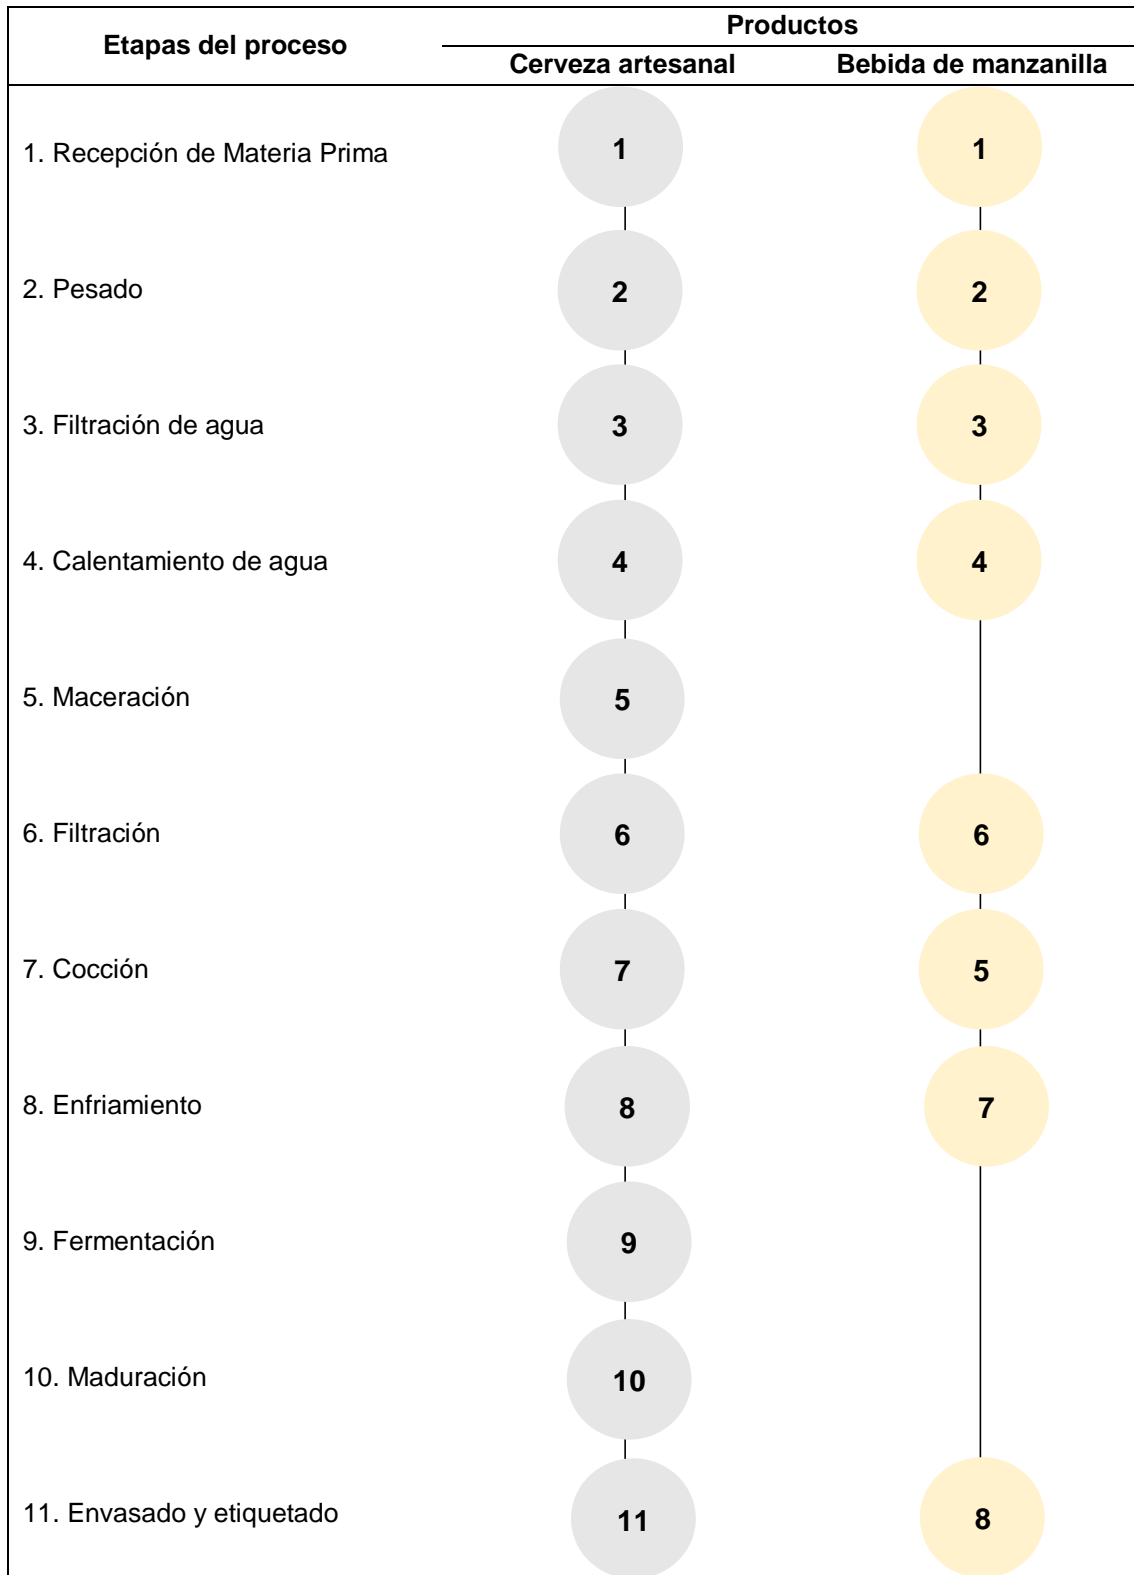 Etapas del proceso
Productos
Cerveza artesanal Bebida de manzanilla
1. Recepción de Materia Prima 1 1
2. Pesado 2 2
3. Filtración de agua 3 3
4. Calentamiento de agua 4 4
5. Maceración 5
6. Filtración 6 6
7. Cocción 7 5
8. Enfriamiento 8 7
9. Fermentación 9
10. Maduración 10
11. Envasado y etiquetado 11 8